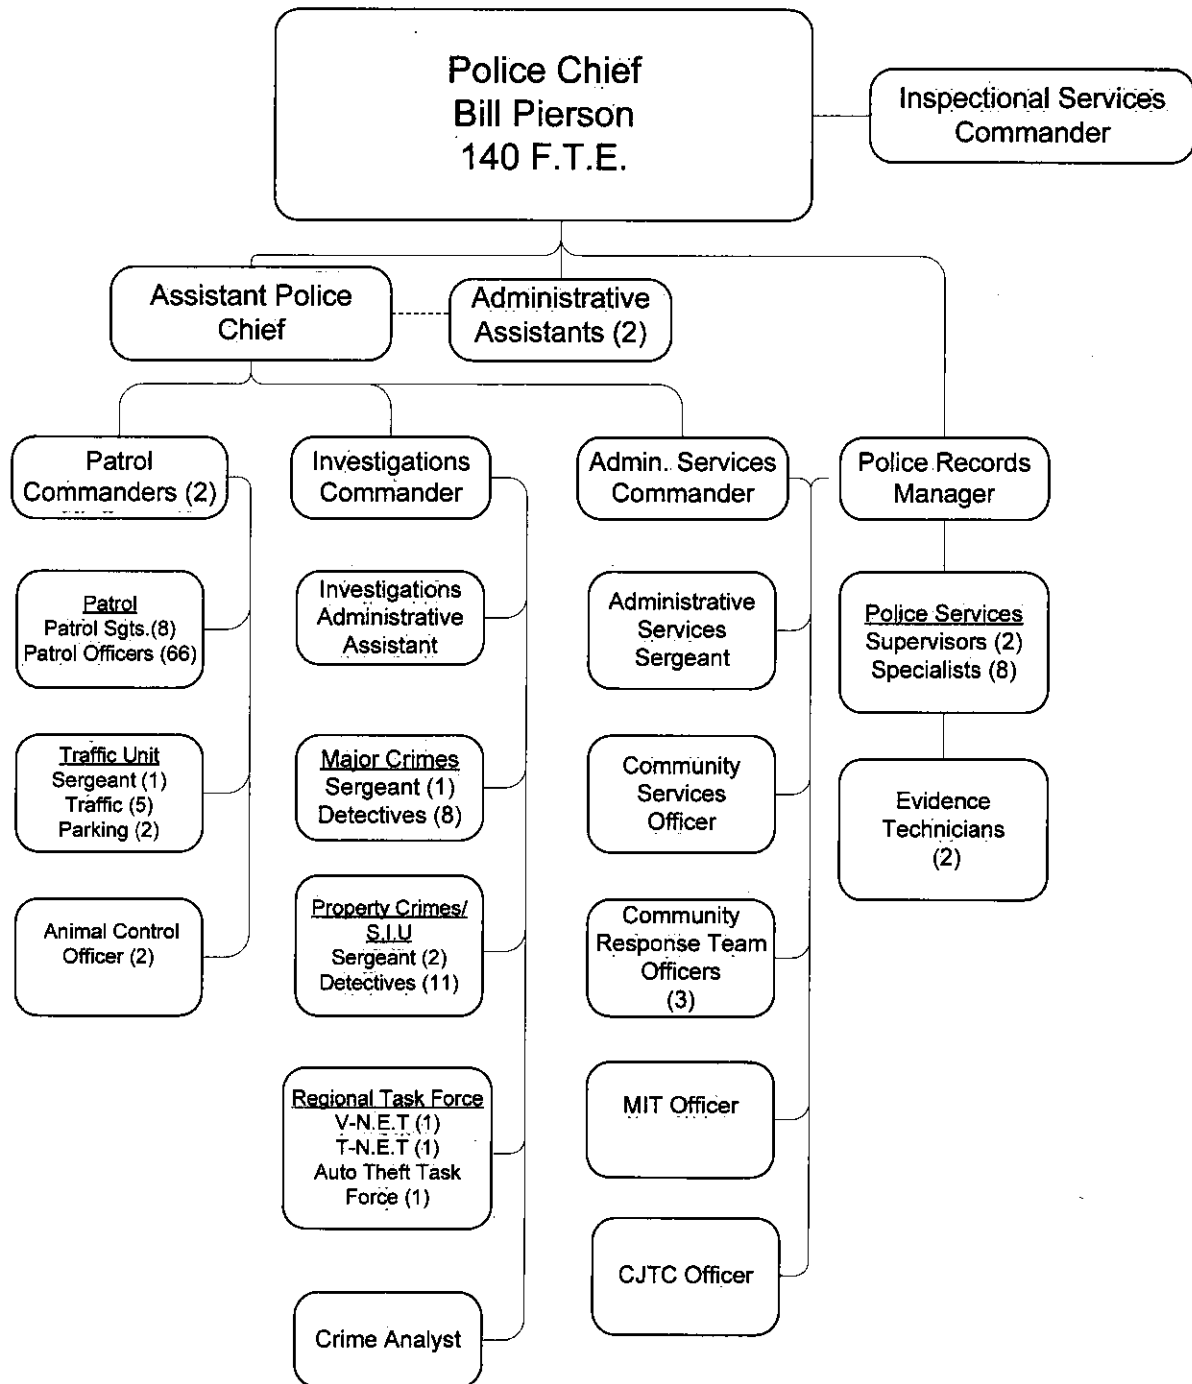 Police Chief
Bill Pierson
140 F.T.E.
Inspectional Services
Commander
Assistant Police
Chief
Administrative
Assistants (2)
Patrol
Commanders (2)
Investigations
Commander
Admin. Services
Commander
Police Records
Manager
Patrol
Patrol Sgts.(8)
Patrol Officers (66)
Investigations
Administrative
Assistant
Administrative
Services
Sergeant
Police Services
Supervisors (2)
Specialists (8)
Traffic Unit
Sergeant (1)
Traffic (5)
Parking (2)
Major Crimes
Sergeant (1)
Detectives (8)
Community
Services
Officer
Evidence
Technicians
(2)
Animal Control
Officer (2)
Property Crimes/
S.I.U
Sergeant (2)
Detectives (11)
Community
Response Team
Officers
(3)
Regional Task Force
V-N.E.T (1)
T-N.E.T (1)
Auto Theft Task
Force (1)
MIT Officer
Crime Analyst
CJTC Officer